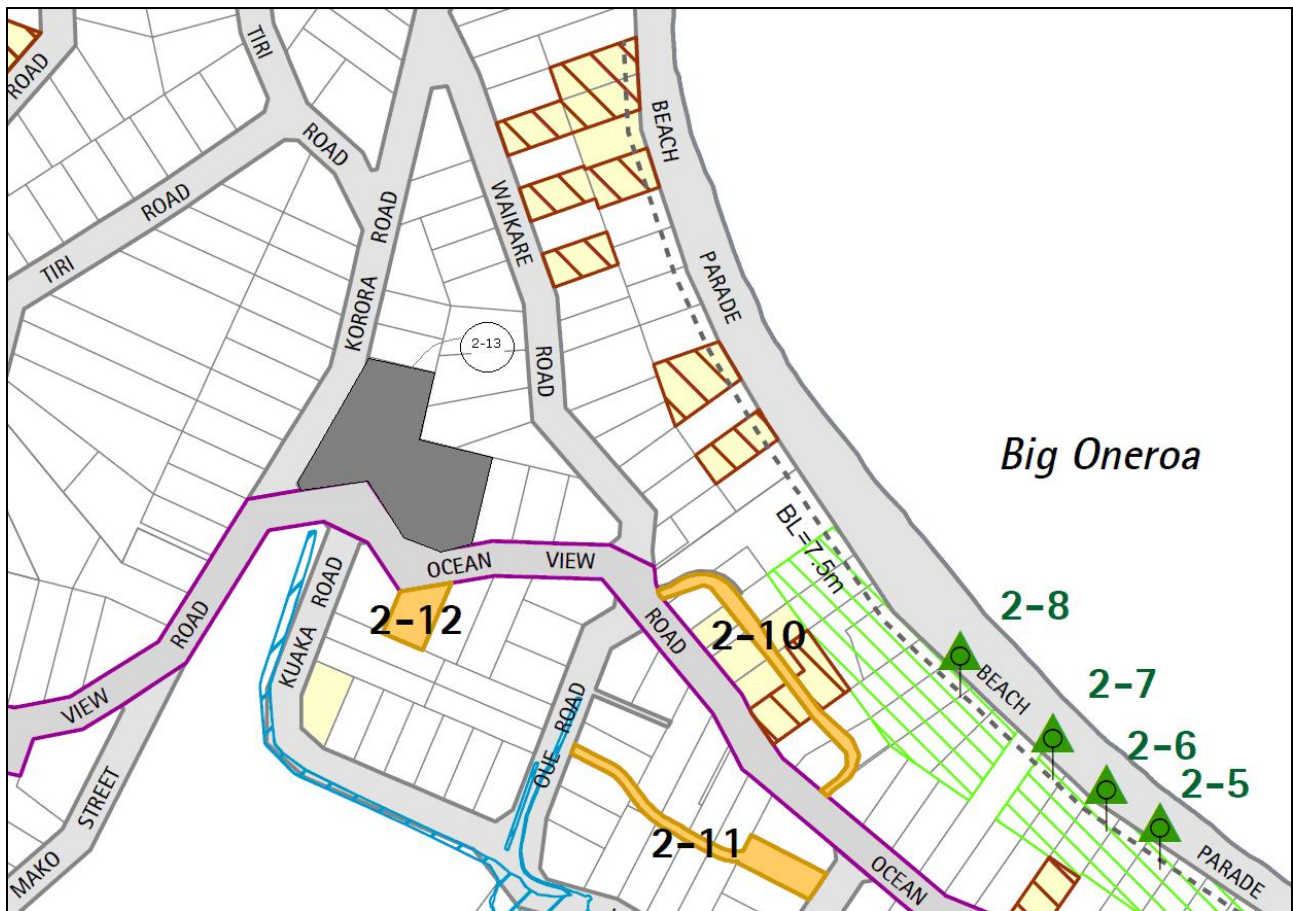 TIRI
ROAD
ROAD
BEACH
ROAD
WAIKARE
ROAD
TIRI
ROAD
KORORA
PARADE
2-13
ROAD
Big Oneroa
BL=7.5m
OCEAN
VIEW
ROAD
2-8
ROAD
2-12
KUAKA
ROAD
2-10
BEACH
2-7
VIEW
ROAD
OUE
2-6
2-5
STREET
2-11
MAKO
OCEAN
PARADE